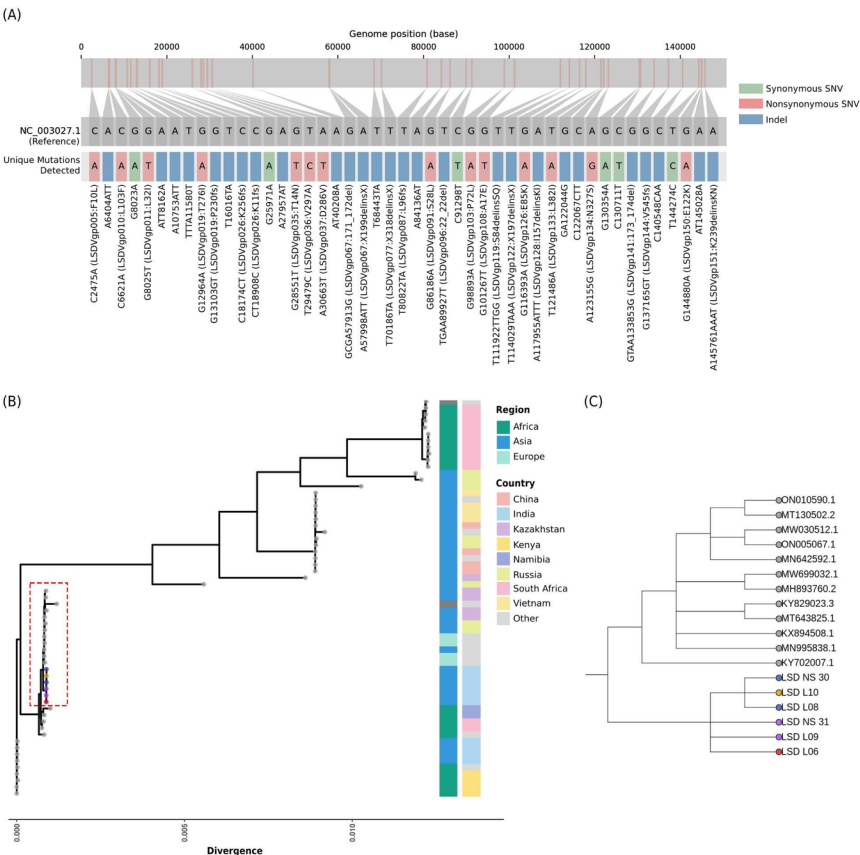 (A)
Genome position (base)
0 20000 40000 60000 80000 100000 120000 140000
Synonymous SNV
Nonsynonymous SNV
Indel
NC_003027.1
(Reference)
C A C G G A A T G G T C C G A G T A A G A T T T A G T C G G T T G A T G C A G C G G C T G A A
Unique Mutations
Detected
A A A T A A T C T A T A T A A G A T C A
C2475A (LSDVgp005:F10L)
A6404ATT
C6621A (LSDVgp010:L103F)
G8023A
G8025T (LSDVgp011:L32I)
ATT8162A
A10753ATT
TTTA11580T
G12964A (LSDVgp019:T276I)
G13103GT (LSDVgp019:P230fs)
T16016TA
C18174CT (LSDVgp026:K256fs)
CT18908C (LSDVgp026:K11fs)
G25971A
A27957AT
G28551T (LSDVgp035:T14N)
T29479C (LSDVgp036:V297A)
A30663T (LSDVgp037:D286V)
AT40208A
GCGA57913G (LSDVgp067:171_172del)
A57998ATT (LSDVgp067:X199delinsX)
T68443TA
T70186TA (LSDVgp077:X318delinsX)
T80822TA (LSDVgp087:L96fs)
A84136AT
G86186A (LSDVgp091:S28L)
TGAA89927T (LSDVgp096:22_22del)
C91298T
G98893A (LSDVgp103:P72L)
G101267T (LSDVgp108:A17E)
T111922TTGG (LSDVgp119:S84delinsSQ)
T114029TAAA (LSDVgp122:X197delinsX)
G116393A (LSDVgp126:E85K)
A117955ATTT (LSDVgp128:I157delinsKI)
T121486A (LSDVgp133:L382I)
GA122044G
C122067CTT
A123155G (LSDVgp134:N327S)
G130354A
C130711T
GTAA133853G (LSDVgp141:173_174del)
G137165GT (LSDVgp144:V545fs)
C140548CAA
T144274C
G144880A (LSDVgp150:E122K)
AT145028A
A145761AAAT (LSDVgp151:K239delinsKN)
(B)
Region
Africa
Asia
Europe
Country
China
India
Kazakhstan
Kenya
Namibia
Russia
South Africa
Vietnam
Other
0.000 0.005 0.010
Divergence
(C)
ON010590.1
MT130502.2
MW030512.1
ON005067.1
MN642592.1
MW699032.1
MH893760.2
KY829023.3
MT643825.1
KX894508.1
MN995838.1
KY702007.1
LSD NS 30
LSD L10
LSD L08
LSD NS 31
LSD L09
LSD L06